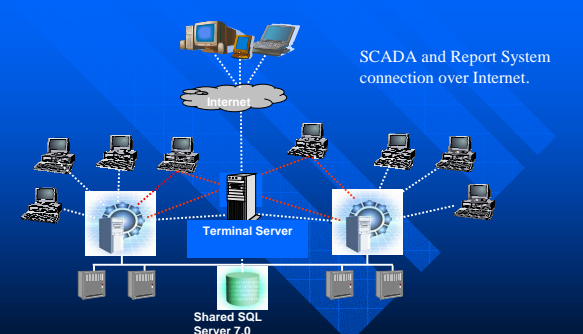 SCADA and Report System
connection over Internet.
Internet
Terminal Server
Shared SQL
Server 7.0